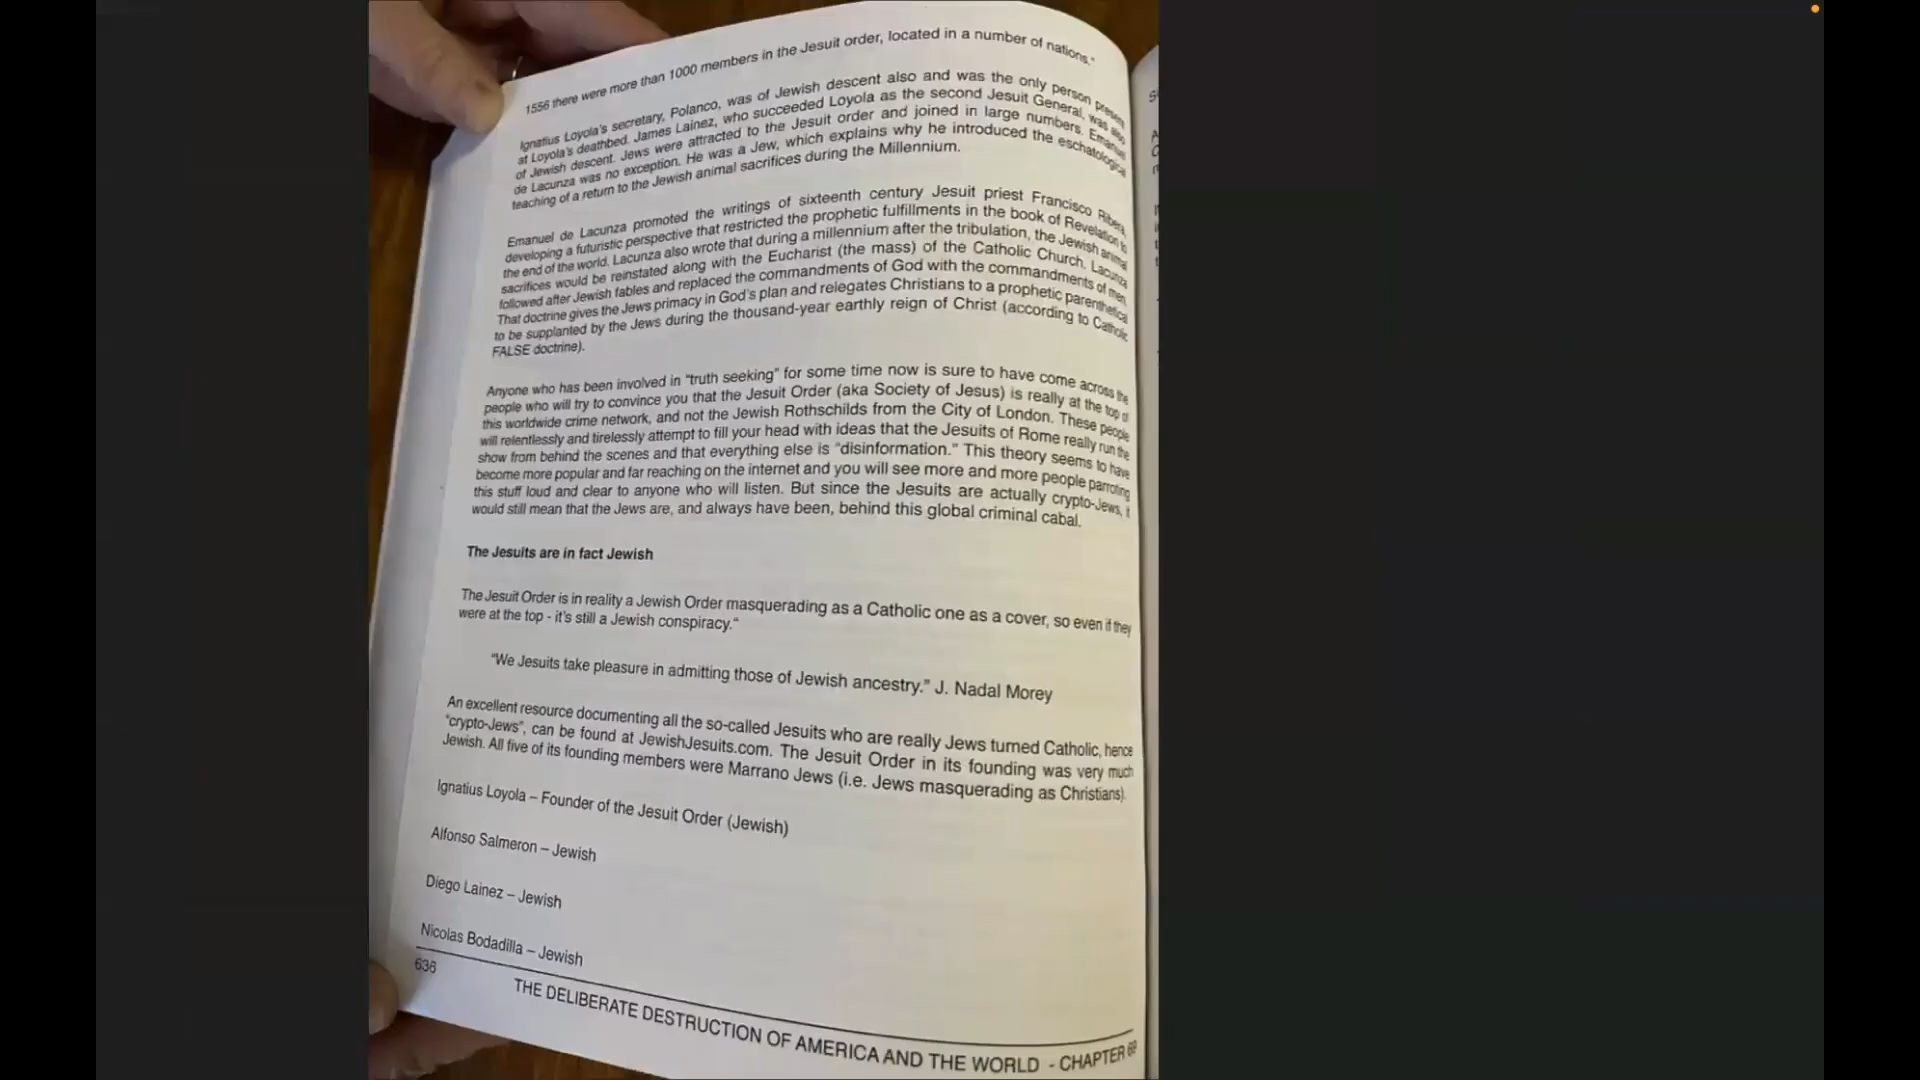 1556 there were more than 1000 members in the Jesuit order, located in a number of nations."
Ignatius Loyola's secretary, Polanco, was of Jewish descent also and was the only person present
at Loyola's deathbed. James Lainez, who succeeded Loyola as the second Jesuit General, was also
of Jewish descent. Jews were attracted to the Jesuit order and joined in large numbers. Emanuel
de Lacunza was no exception. He was a Jew, which explains why he introduced the eschatological
teaching of a return to the Jewish animal sacrifices during the Millennium.
Emanuel de Lacunza promoted the writings of sixteenth century Jesuit priest Francisco Ribera,
developing a futuristic perspective that restricted the prophetic fulfillments in the book of Revelation to
the end of the world. Lacunza also wrote that during a millennium after the tribulation, the Jewish animal
sacrifices would be reinstated along with the Eucharist (the mass) of the Catholic Church. Lacunza
followed after Jewish fables and replaced the commandments of God with the commandments of men.
That doctrine gives the Jews primacy in God's plan and relegates Christians to a prophetic parenthetical
to be supplanted by the Jews during the thousand-year earthly reign of Christ (according to Catholic
FALSE doctrine).
Anyone who has been involved in "truth seeking" for some time now is sure to have come across the
people who will try to convince you that the Jesuit Order (aka Society of Jesus) is really at the top of
this worldwide crime network, and not the Jewish Rothschilds from the City of London. These people
will relentlessly and tirelessly attempt to fill your head with ideas that the Jesuits of Rome really run the
show from behind the scenes and that everything else is "disinformation." This theory seems to have
become more popular and far reaching on the internet and you will see more and more people parroting
this stuff loud and clear to anyone who will listen. But since the Jesuits are actually crypto-Jews, it
would still mean that the Jews are, and always have been, behind this global criminal cabal.
The Jesuits are in fact Jewish
The Jesuit Order is in reality a Jewish Order masquerading as a Catholic one as a cover, so even if they
were at the top - it's still a Jewish conspiracy."
"We Jesuits take pleasure in admitting those of Jewish ancestry." J. Nadal Morey
An excellent resource documenting all the so-called Jesuits who are really Jews turned Catholic, hence
"crypto-Jews", can be found at JewishJesuits.com. The Jesuit Order in its founding was very much
Jewish. All five of its founding members were Marrano Jews (i.e. Jews masquerading as Christians).
Ignatius Loyola – Founder of the Jesuit Order (Jewish)
Alfonso Salmeron – Jewish
Diego Lainez – Jewish
Nicolas Bodadilla – Jewish
636
THE DELIBERATE DESTRUCTION OF AMERICA AND THE WORLD - CHAPTER